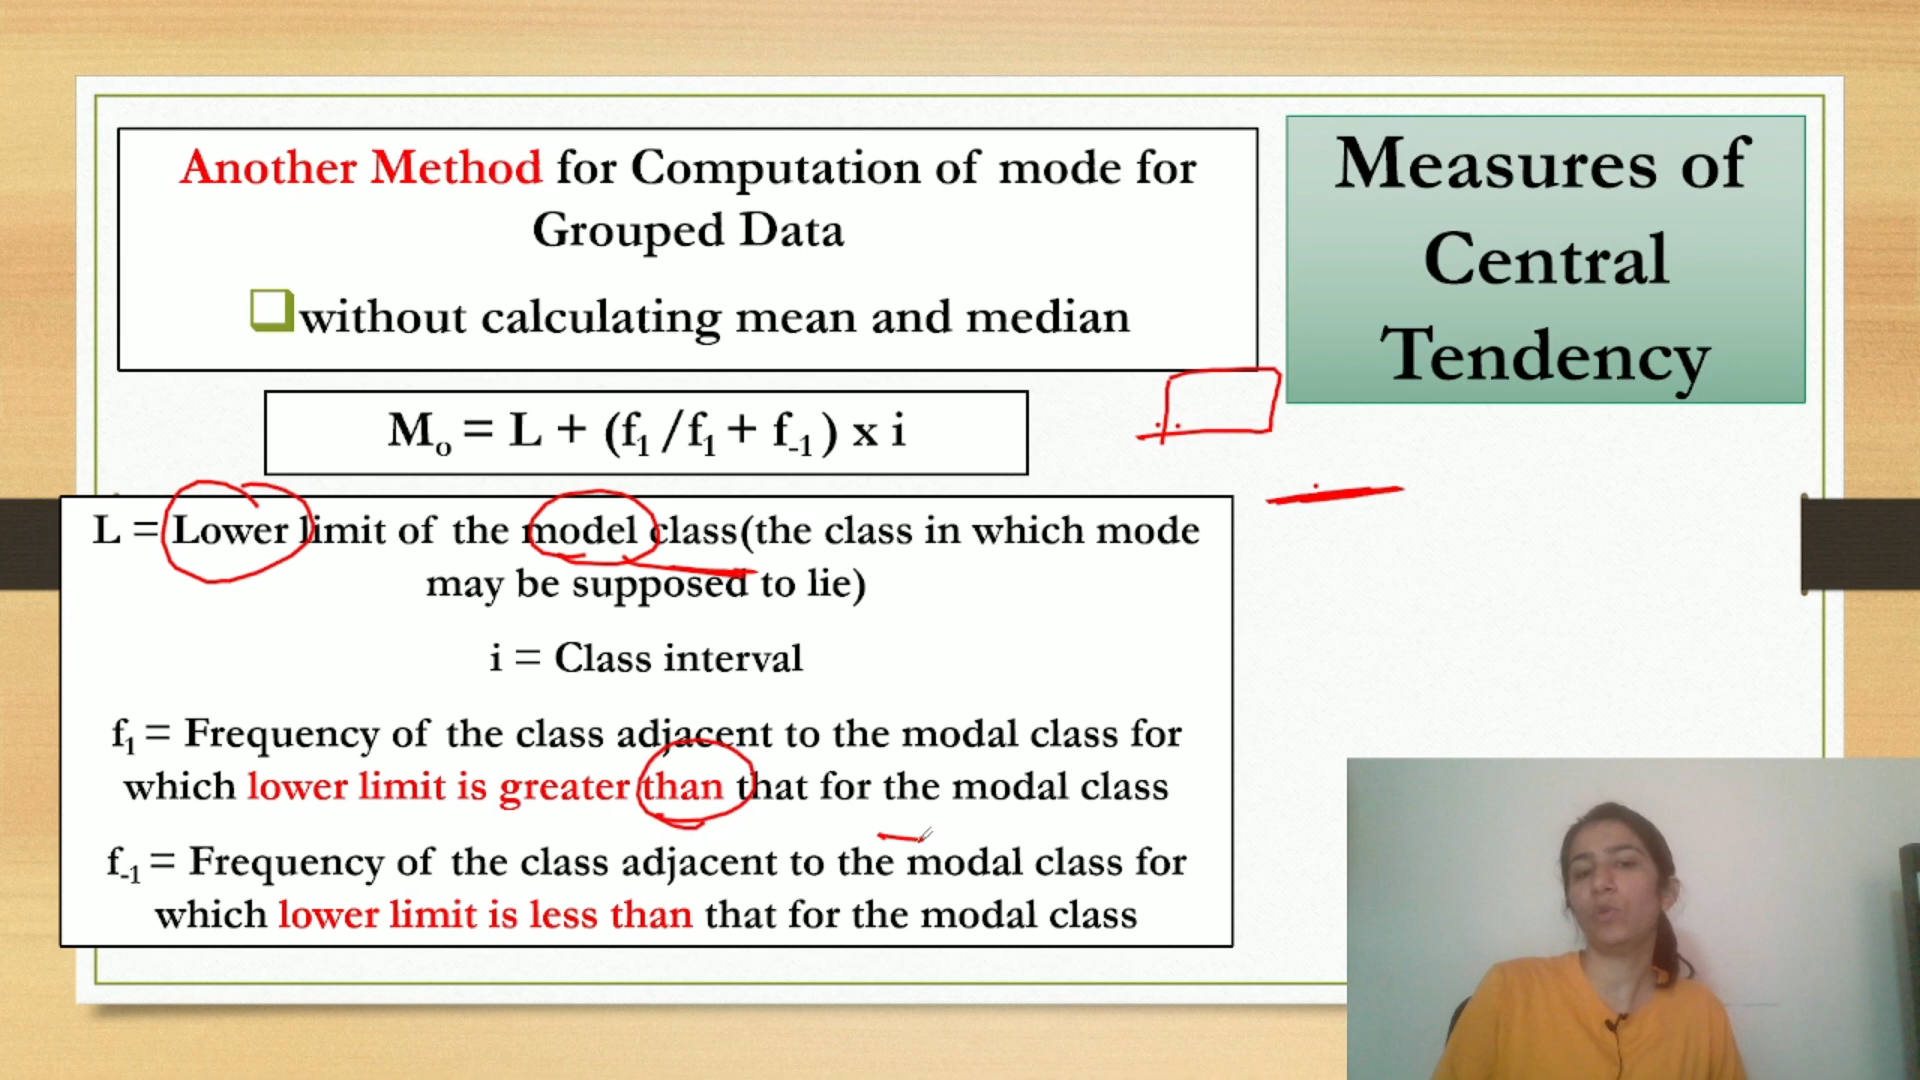 Another Method for Computation of mode for
Grouped Data
without calculating mean and median
Measures of
Central
Tendency
Mₒ = L + (f₁ /f₁ + f₋₁ ) x i
L = Lower limit of the model class(the class in which mode
may be supposed to lie)
i = Class interval
f₁ = Frequency of the class adjacent to the modal class for
which lower limit is greater than that for the modal class
f₋₁ = Frequency of the class adjacent to the modal class for
which lower limit is less than that for the modal class